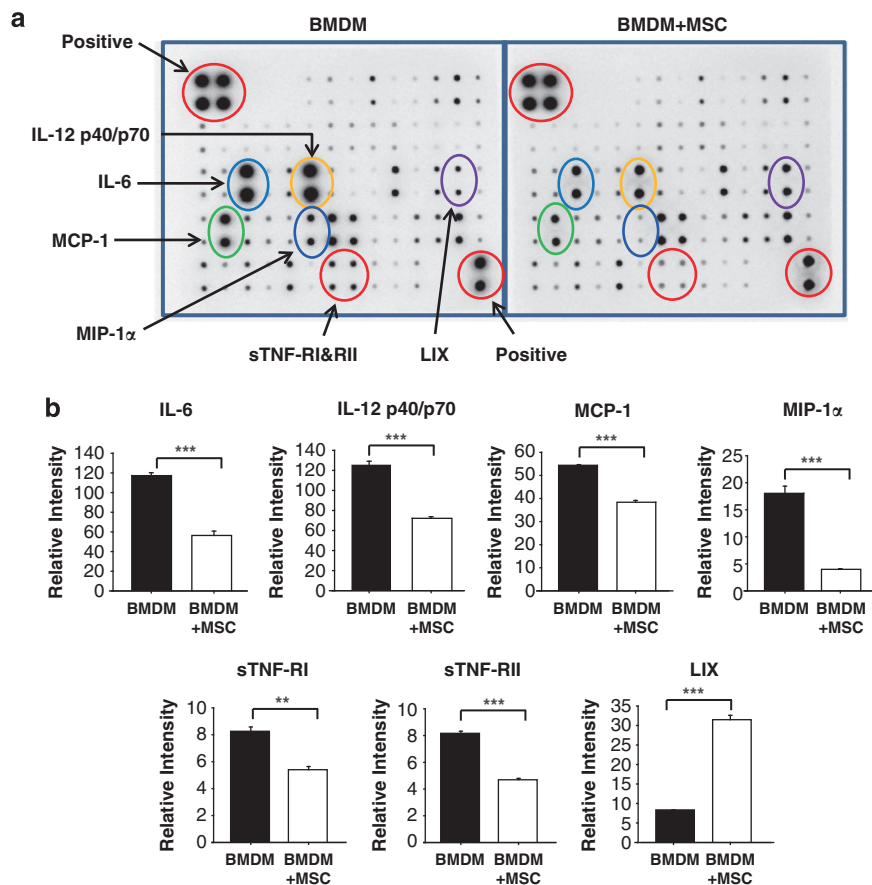 a
BMDM
BMDM+MSC
Positive
IL-12 p40/p70
IL-6
MCP-1
MIP-1α
sTNF-RI&RII
LIX
Positive
b
IL-6
Relative Intensity
140
120
100
80
60
40
20
0
***
BMDM
BMDM
+MSC
IL-12 p40/p70
Relative Intensity
140
120
100
80
60
40
20
0
***
BMDM
BMDM
+MSC
MCP-1
Relative Intensity
60
50
40
30
20
10
0
***
BMDM
BMDM
+MSC
MIP-1α
Relative Intensity
25
20
15
10
5
0
***
BMDM
BMDM
+MSC
sTNF-RI
Relative Intensity
10
8
6
4
2
0
**
BMDM
BMDM
+MSC
sTNF-RII
Relative Intensity
10
8
6
4
2
0
***
BMDM
BMDM
+MSC
LIX
Relative Intensity
35
30
25
20
15
10
5
0
***
BMDM
BMDM
+MSC